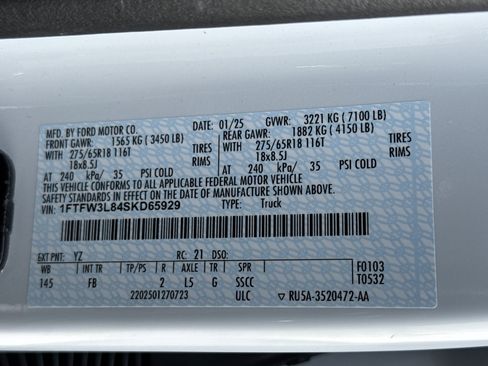 MFD. BY FORD MOTOR CO. DATE: 01/25 GVWR: 3221 KG ( 7100 LB)
FRONT GAWR: 1565 KG ( 3450 LB) REAR GAWR: 1882 KG ( 4150 LB)
WITH 275/65R18 116T TIRES WITH 275/65R18 116T TIRES
18x8.5J RIMS 18x8.5J RIMS
AT 240 kPa/ 35 PSI COLD AT 240 kPa/ 35 PSI COLD
THIS VEHICLE CONFORMS TO ALL APPLICABLE FEDERAL MOTOR VEHICLE
SAFETY STANDARDS IN EFFECT ON THE DATE OF MANUFACTURE SHOWN ABOVE.
VIN: 1FTFW3L84SKD65929 TYPE: Truck
EXT PNT: YZ RC: 21 DSO:
WB INT TR TP/PS R AXLE TR SPR F0103
145 FB 2 L5 G SSCC T0532
2202501270723 ULC RU5A-3520472-AA